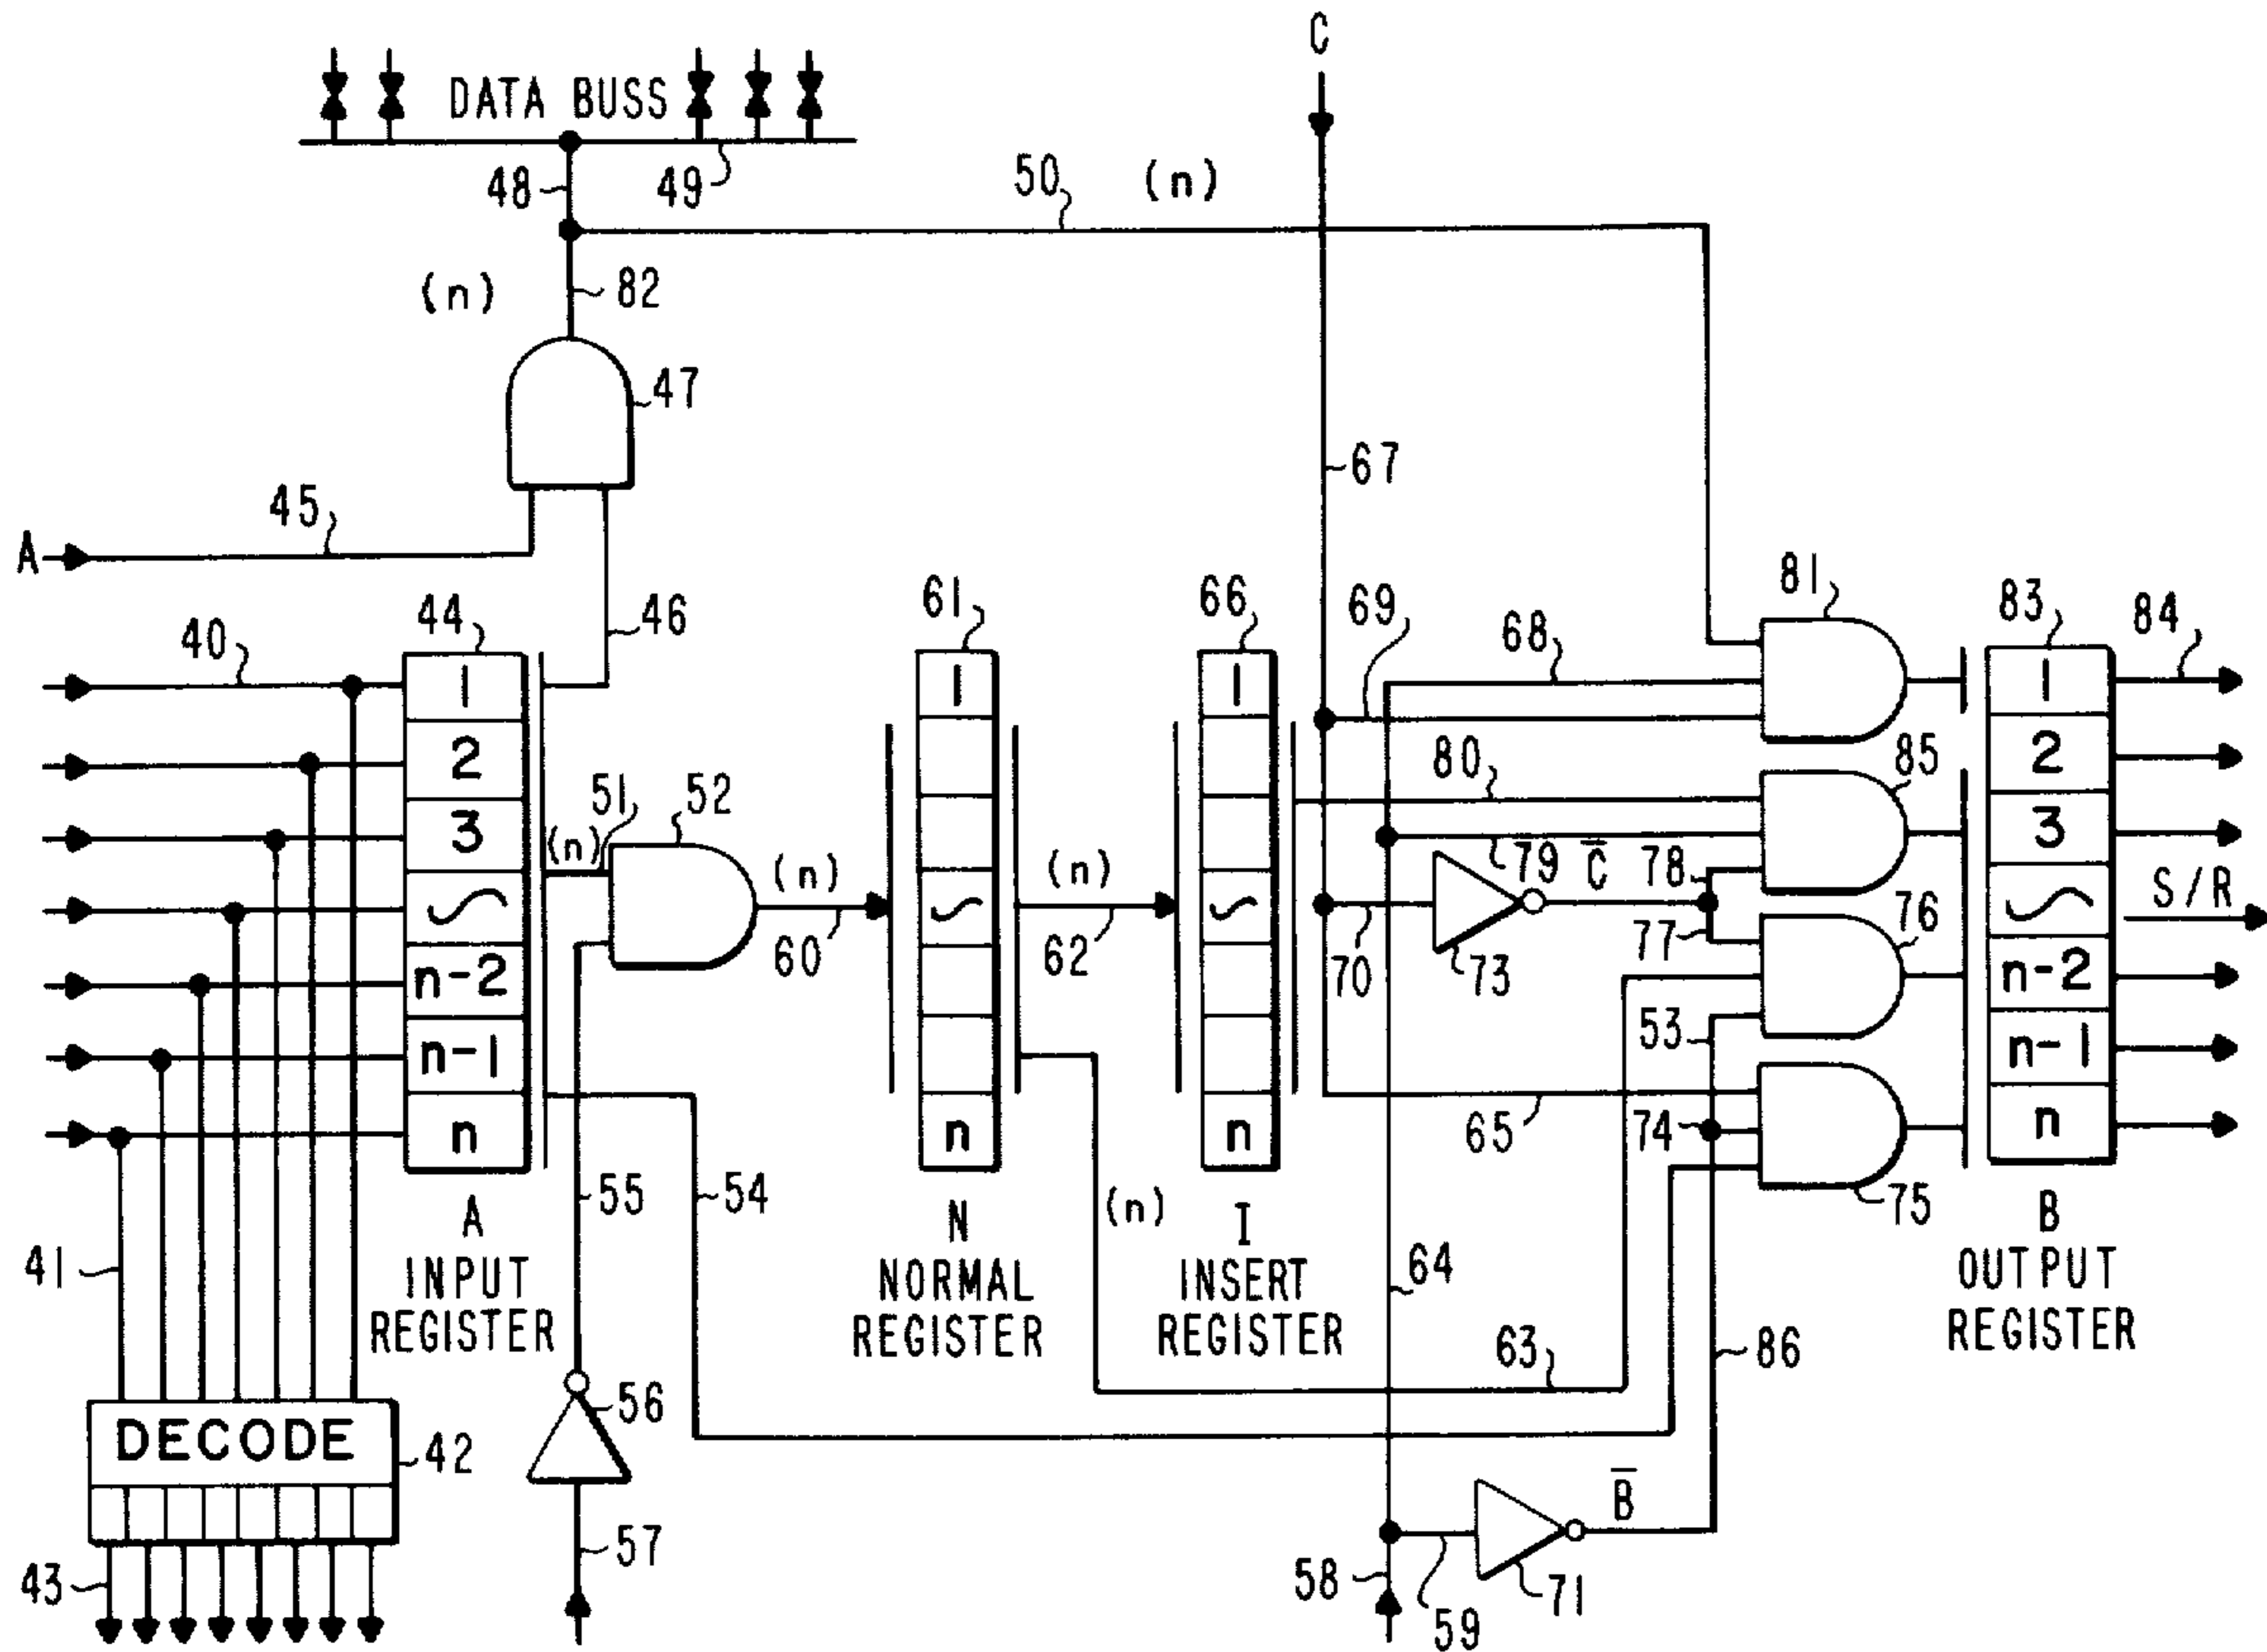 C
DATA BUSS
48
49
50
(n)
(n)
82
47
67
A
45
46
40
44
61
66
69
68
81
83
84
1
2
3
n-2
n-1
n
(n)
51
52
(n)
60
1
n
(n)
62
1
n
80
85
79
C̅
78
70
73
77
76
53
65
74
75
1
2
3
n-2
n-1
n
S/R
41
A
INPUT
REGISTER
55
54
N
NORMAL
REGISTER
(n)
I
INSERT
REGISTER
64
63
86
B
OUTPUT
REGISTER
DECODE
42
43
56
57
58
59
71
B̅